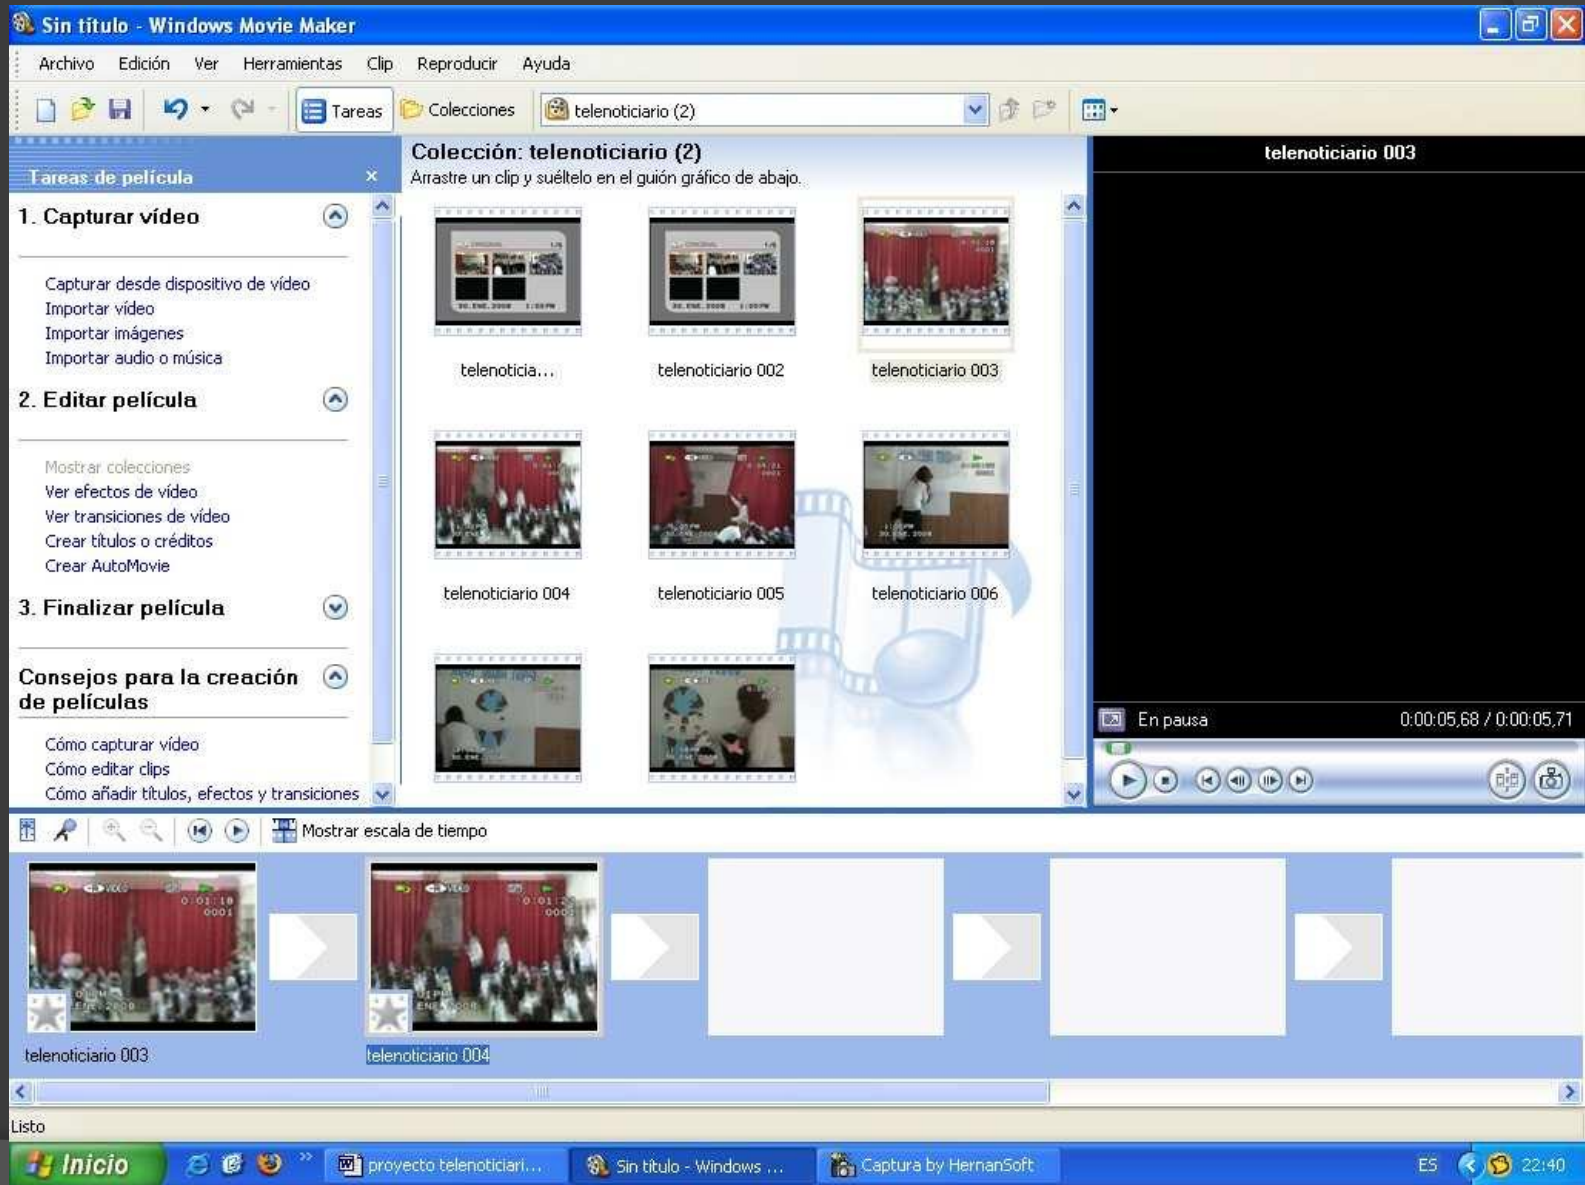 Sin título - Windows Movie Maker
Archivo Edición Ver Herramientas Clip Reproducir Ayuda
Tareas Colecciones telenoticiario (2)
Tareas de película
1. Capturar vídeo
Capturar desde dispositivo de vídeo
Importar vídeo
Importar imágenes
Importar audio o música
2. Editar película
Mostrar colecciones
Ver efectos de vídeo
Ver transiciones de vídeo
Crear títulos o créditos
Crear AutoMovie
3. Finalizar película
Consejos para la creación
de películas
Cómo capturar vídeo
Cómo editar clips
Cómo añadir títulos, efectos y transiciones
Colección: telenoticiario (2)
Arrastre un clip y suéltelo en el guión gráfico de abajo.
telenoticia... telenoticiario 002 telenoticiario 003
telenoticiario 004 telenoticiario 005 telenoticiario 006
telenoticiario 003
En pausa 0:00:05,68 / 0:00:05,71
Mostrar escala de tiempo
VIDEO
0:01:18
0001
VIDEO
telenoticiario 003 telenoticiario 004
Listo
Inicio » proyecto telenoticiari... Sin título - Windows ... Captura by HernanSoft ES 22:40